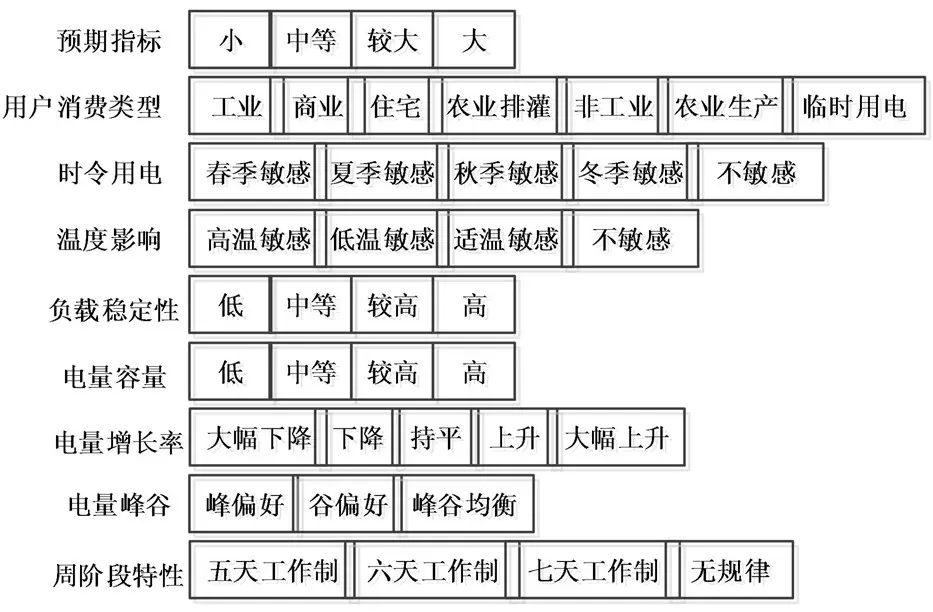 预期指标 小 中等 较大 大
用户消费类型 工业 商业 住宅 农业排灌 非工业 农业生产 临时用电
时令用电 春季敏感 夏季敏感 秋季敏感 冬季敏感 不敏感
温度影响 高温敏感 低温敏感 适温敏感 不敏感
负载稳定性 低 中等 较高 高
电量容量 低 中等 较高 高
电量增长率 大幅下降 下降 持平 上升 大幅上升
电量峰谷 峰偏好 谷偏好 峰谷均衡
周阶段特性 五天工作制 六天工作制 七天工作制 无规律